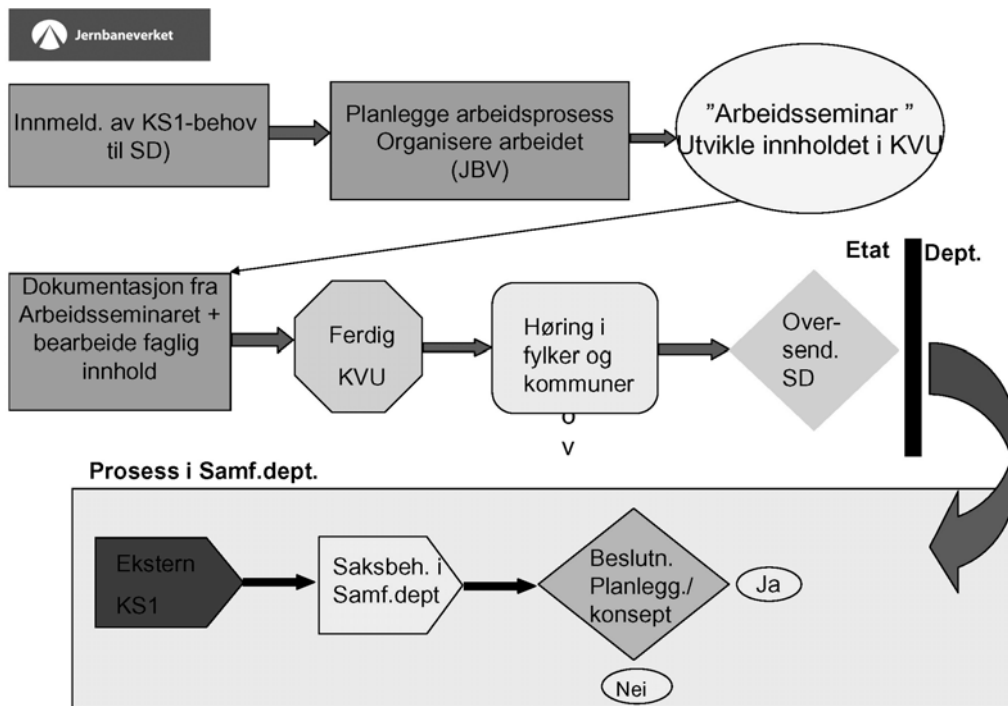 Jernbaneverket
Innmeld. av KS1-behov
til SD)
Planlegge arbeidsprosess
Organisere arbeidet
(JBV)
"Arbeidsseminar "
Utvikle innholdet i KVU
Dokumentasjon fra
Arbeidsseminaret +
bearbeide faglig
innhold
Ferdig
KVU
Høring i
fylker og
kommuner
o
v
Over-
send.
SD
Etat
Dept.
Prosess i Samf.dept.
Ekstern
KS1
Saksbeh. i
Samf.dept
Beslutn.
Planlegg./
konsept
Ja
Nei